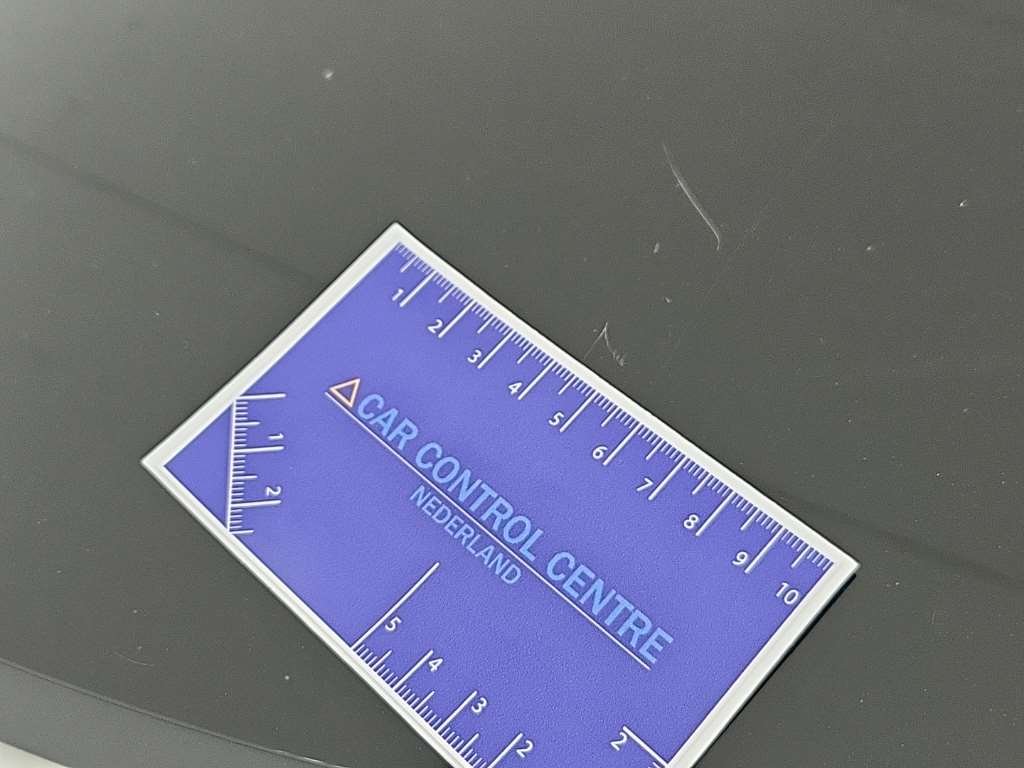 1 2 3 4 5 6 7 8 9 10
CAR CONTROL CENTRE
NEDERLAND
1 2
5 4 3 2
2